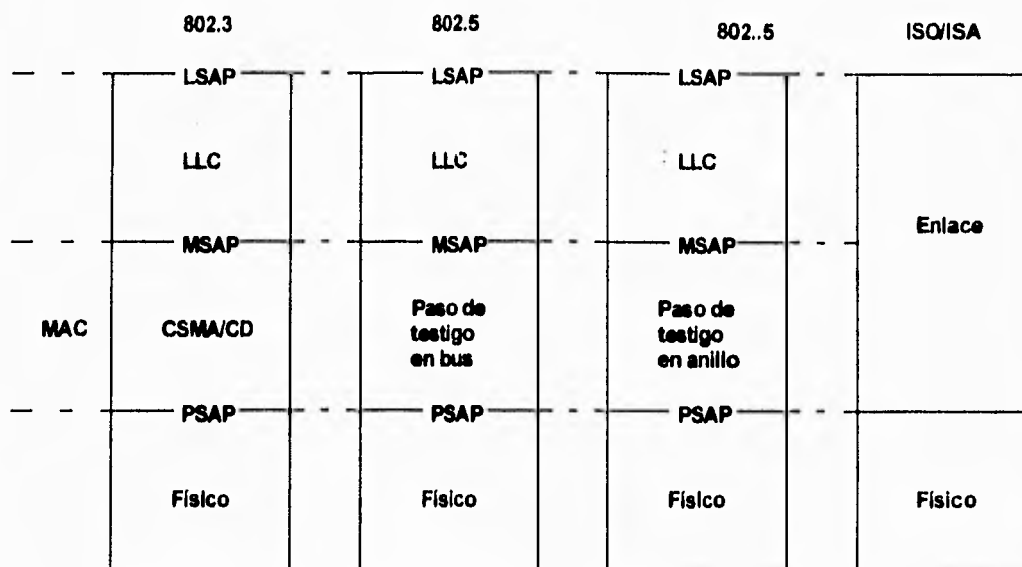 802.3 802.5 802..5 ISO/ISA
LSAP LSAP LSAP
LLC LLC LLC
Enlace
MSAP MSAP MSAP
MAC CSMA/CD Paso de testigo en bus Paso de testigo en anillo
PSAP PSAP PSAP
Físico Físico Físico Físico